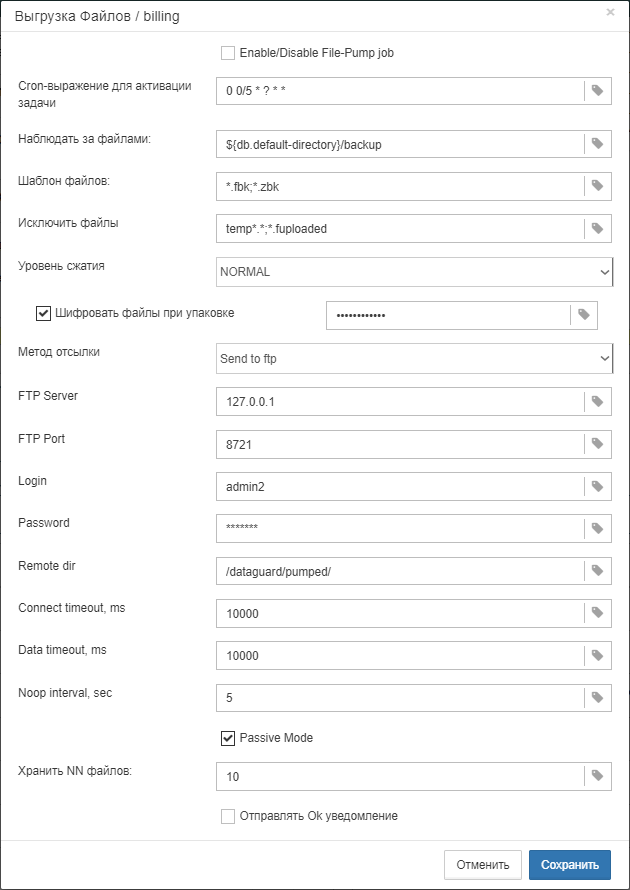 Выгрузка Файлов / billing
×
Enable/Disable File-Pump job
Cron-выражение для активации
задачи
0 0/5 * ? * *
Наблюдать за файлами:
${db.default-directory}/backup
Шаблон файлов:
*.fbk;*.zbk
Исключить файлы
temp*.*;*.fuploaded
Уровень сжатия
NORMAL
Шифровать файлы при упаковке
••••••••••••
Метод отсылки
Send to ftp
FTP Server
127.0.0.1
FTP Port
8721
Login
admin2
Password
*******
Remote dir
/dataguard/pumped/
Connect timeout, ms
10000
Data timeout, ms
10000
Noop interval, sec
5
Passive Mode
Хранить NN файлов:
10
Отправлять Ok уведомление
Отменить
Сохранить